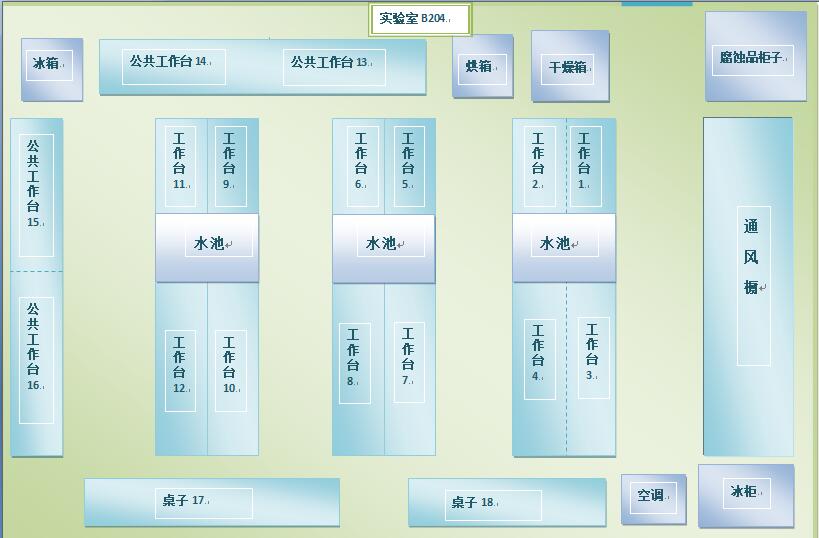 实验室 B204
冰箱
公共工作台 14
公共工作台 13
烘箱
干燥箱
腐蚀品柜子
公共工作台 15
工作台 11
工作台 9
工作台 6
工作台 5
工作台 2
工作台 1
水池
水池
水池
通风橱
公共工作台 16
工作台 12
工作台 10
工作台 8
工作台 7
工作台 4
工作台 3
桌子 17
桌子 18
空调
冰柜